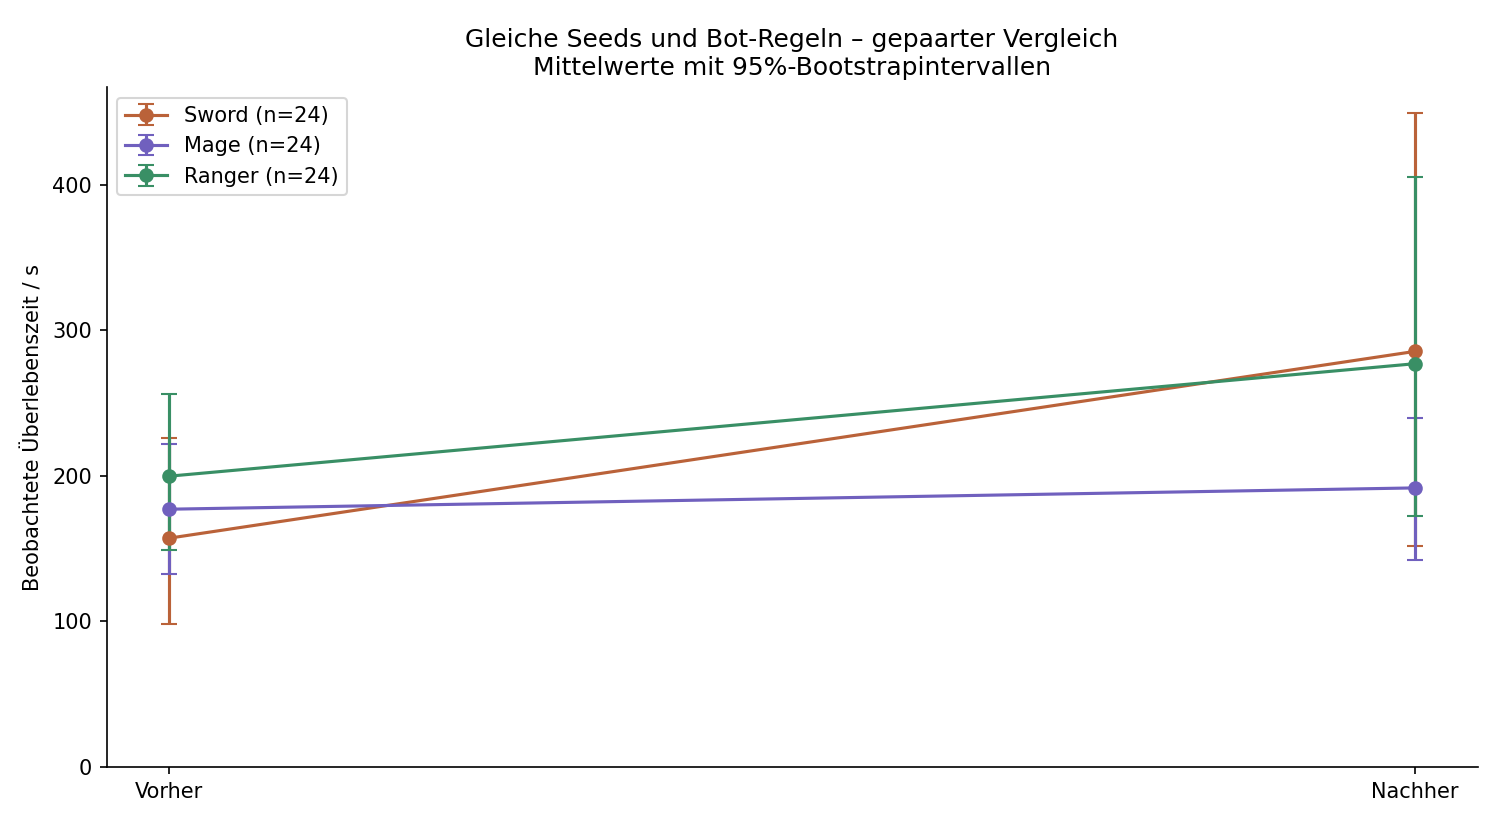 Gleiche Seeds und Bot-Regeln – gepaarter Vergleich
Mittelwerte mit 95%-Bootstrapintervallen
Sword (n=24)
Mage (n=24)
Ranger (n=24)
Beobachtete Überlebenszeit / s
400
300
200
100
0
Vorher
Nachher